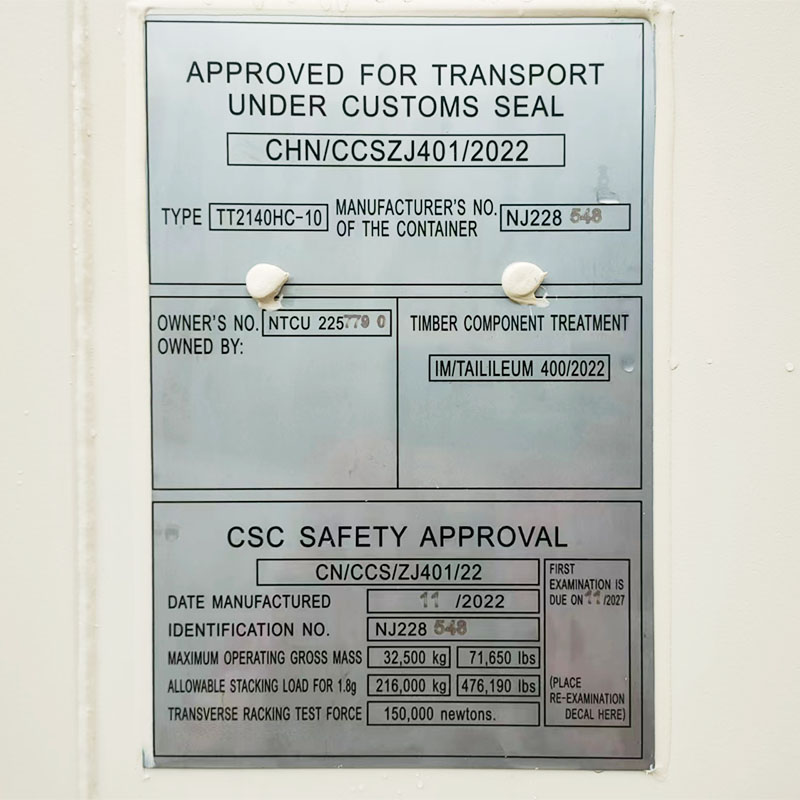 APPROVED FOR TRANSPORT
UNDER CUSTOMS SEAL
CHN/CCSZJ401/2022
TYPE TT2140HC-10 MANUFACTURER'S NO. OF THE CONTAINER NJ228 548
OWNER'S NO. NTCU 225779 0
OWNED BY:
TIMBER COMPONENT TREATMENT
IM/TAILILEUM 400/2022
CSC SAFETY APPROVAL
CN/CCS/ZJ401/22
DATE MANUFACTURED 11 /2022
IDENTIFICATION NO. NJ228 548
MAXIMUM OPERATING GROSS MASS 32,500 kg 71,650 lbs
ALLOWABLE STACKING LOAD FOR 1.8g 216,000 kg 476,190 lbs
TRANSVERSE RACKING TEST FORCE 150,000 newtons.
FIRST
EXAMINATION IS
DUE ON 11 /2027
(PLACE
RE-EXAMINATION
DECAL HERE)